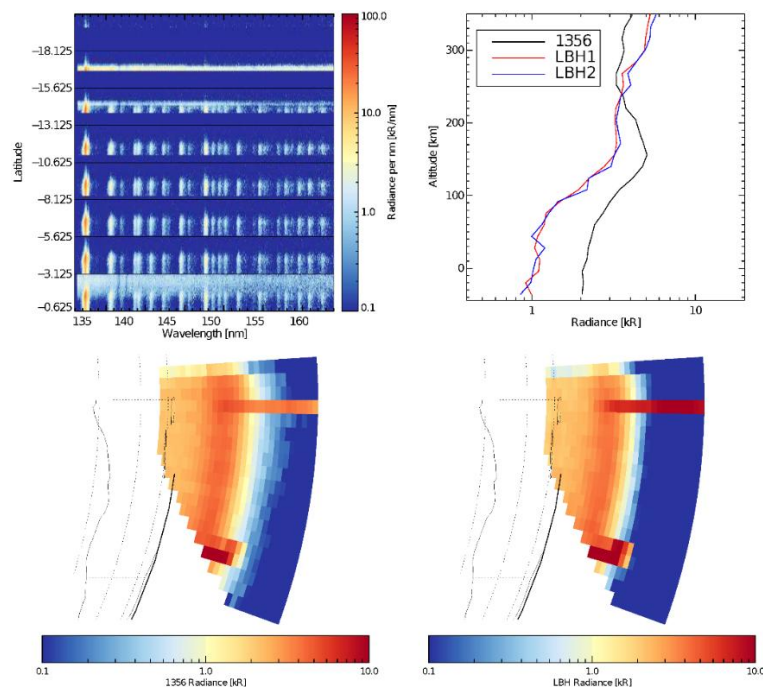 -18.125
-15.625
-13.125
-10.625
-8.125
-5.625
-3.125
-0.625
Latitude
135 140 145 150 155 160
Wavelength [nm]
100.0
10.0
1.0
0.1
Radiance per nm [kR/nm]
1356
LBH1
LBH2
300
200
100
0
Altitude [km]
1 10
Radiance [kR]
0.1 1.0 10.0
1356 Radiance [kR]
0.1 1.0 10.0
LBH Radiance [kR]